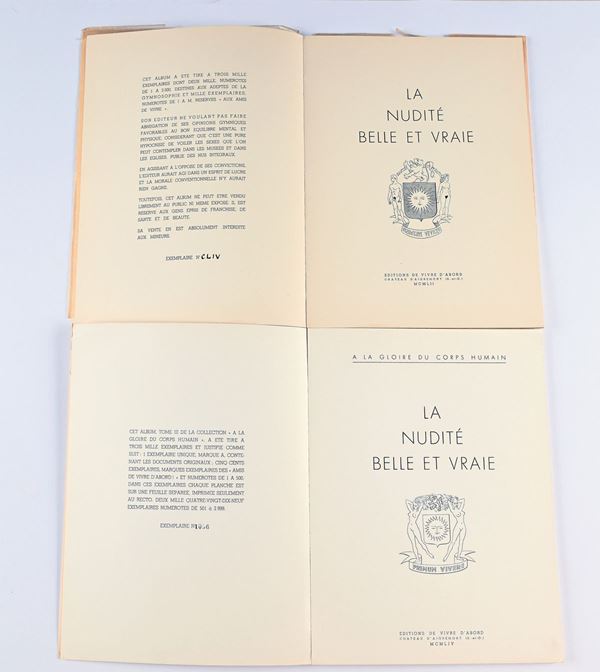 CET ALBUM A ETE TIRE A TROIS MILLE
EXEMPLAIRES DONT DEUX MILLE, NUMEROTES
DE 1 A 2.000, DESTINES AUX ADEPTES DE LA
GYMNOSOPHIE ET MILLE EXEMPLAIRES,
NUMEROTES DE I A M, RESERVES « AUX AMIS
DE VIVRE ».
SON EDITEUR NE VOULANT PAS FAIRE
ABNEGATION DE SES OPINIONS GYMNIQUES
FAVORABLES AU BON EQUILIBRE MENTAL ET
PHYSIQUE, CONSIDERANT QUE C'EST UNE PURE
HYPOCRISIE DE VOILER LES SEXES QUE L'ON
PEUT CONTEMPLER DANS LES MUSEES ET DANS
LES EGLISES, PUBLIE DES NUS INTEGRAUX.
EN AGISSANT A L'OPPOSE DE SES CONVICTIONS,
L'EDITEUR AURAIT AGI DANS UN ESPRIT DE LUCRE
ET LA MORALE CONVENTIONNELLE N'Y AURAIT
RIEN GAGNE.
TOUTEFOIS, CET ALBUM NE PEUT ETRE VENDU
LIBREMENT AU PUBLIC NI MEME EXPOSE. IL EST
RESERVE AUX GENS EPRIS DE FRANCHISE, DE
SANTE ET DE BEAUTE.
SA VENTE EN EST ABSOLUMENT INTERDITE
AUX MINEURS.
EXEMPLAIRE N° CLIV
LA
NUDITÉ
BELLE ET VRAIE
PRIMUM VIVERE
EDITIONS DE VIVRE D'ABORD
CHATEAU D'AIGREMONT (S.-et-O.)
MCMLII
CET ALBUM, TOME III DE LA COLLECTION « A LA
GLOIRE DU CORPS HUMAIN », A ETE TIRE A
TROIS MILLE EXEMPLAIRES ET JUSTIFIE COMME
SUIT : 1 EXEMPLAIRE UNIQUE, MARQUE A, CONTE-
NANT LES DOCUMENTS ORIGINAUX ; CINQ CENTS
EXEMPLAIRES, MARQUES EXEMPLAIRES DES « AMIS
DE VIVRE D'ABORD ! » ET NUMEROTES DE 1 A 500.
DANS CES EXEMPLAIRES CHAQUE PLANCHE EST
SUR UNE FEUILLE SEPAREE, IMPRIMEE SEULEMENT
AU RECTO. DEUX MILLE QUATRE-VINGT-DIX-NEUF
EXEMPLAIRES NUMEROTES DE 501 à 2.999.
EXEMPLAIRE N°
A LA GLOIRE DU CORPS HUMAIN
LA
NUDITÉ
BELLE ET VRAIE
PRIMUM VIVERE
EDITIONS DE VIVRE D'ABORD
CHATEAU D'AIGREMONT (S.-et-O.)
MCMLIV